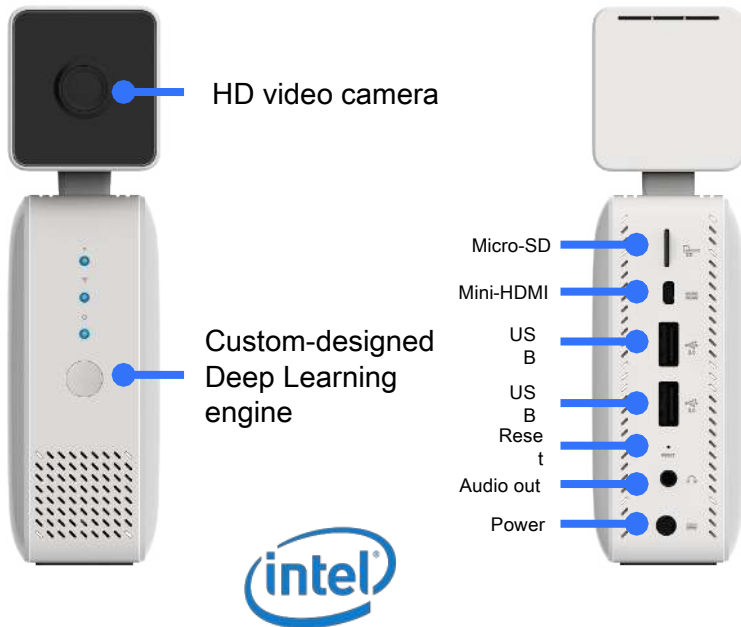 HD video camera
Custom-designed
Deep Learning
engine
intel
Micro-SD
Mini-HDMI
US
B
US
B
Rese
t
Audio out
Power